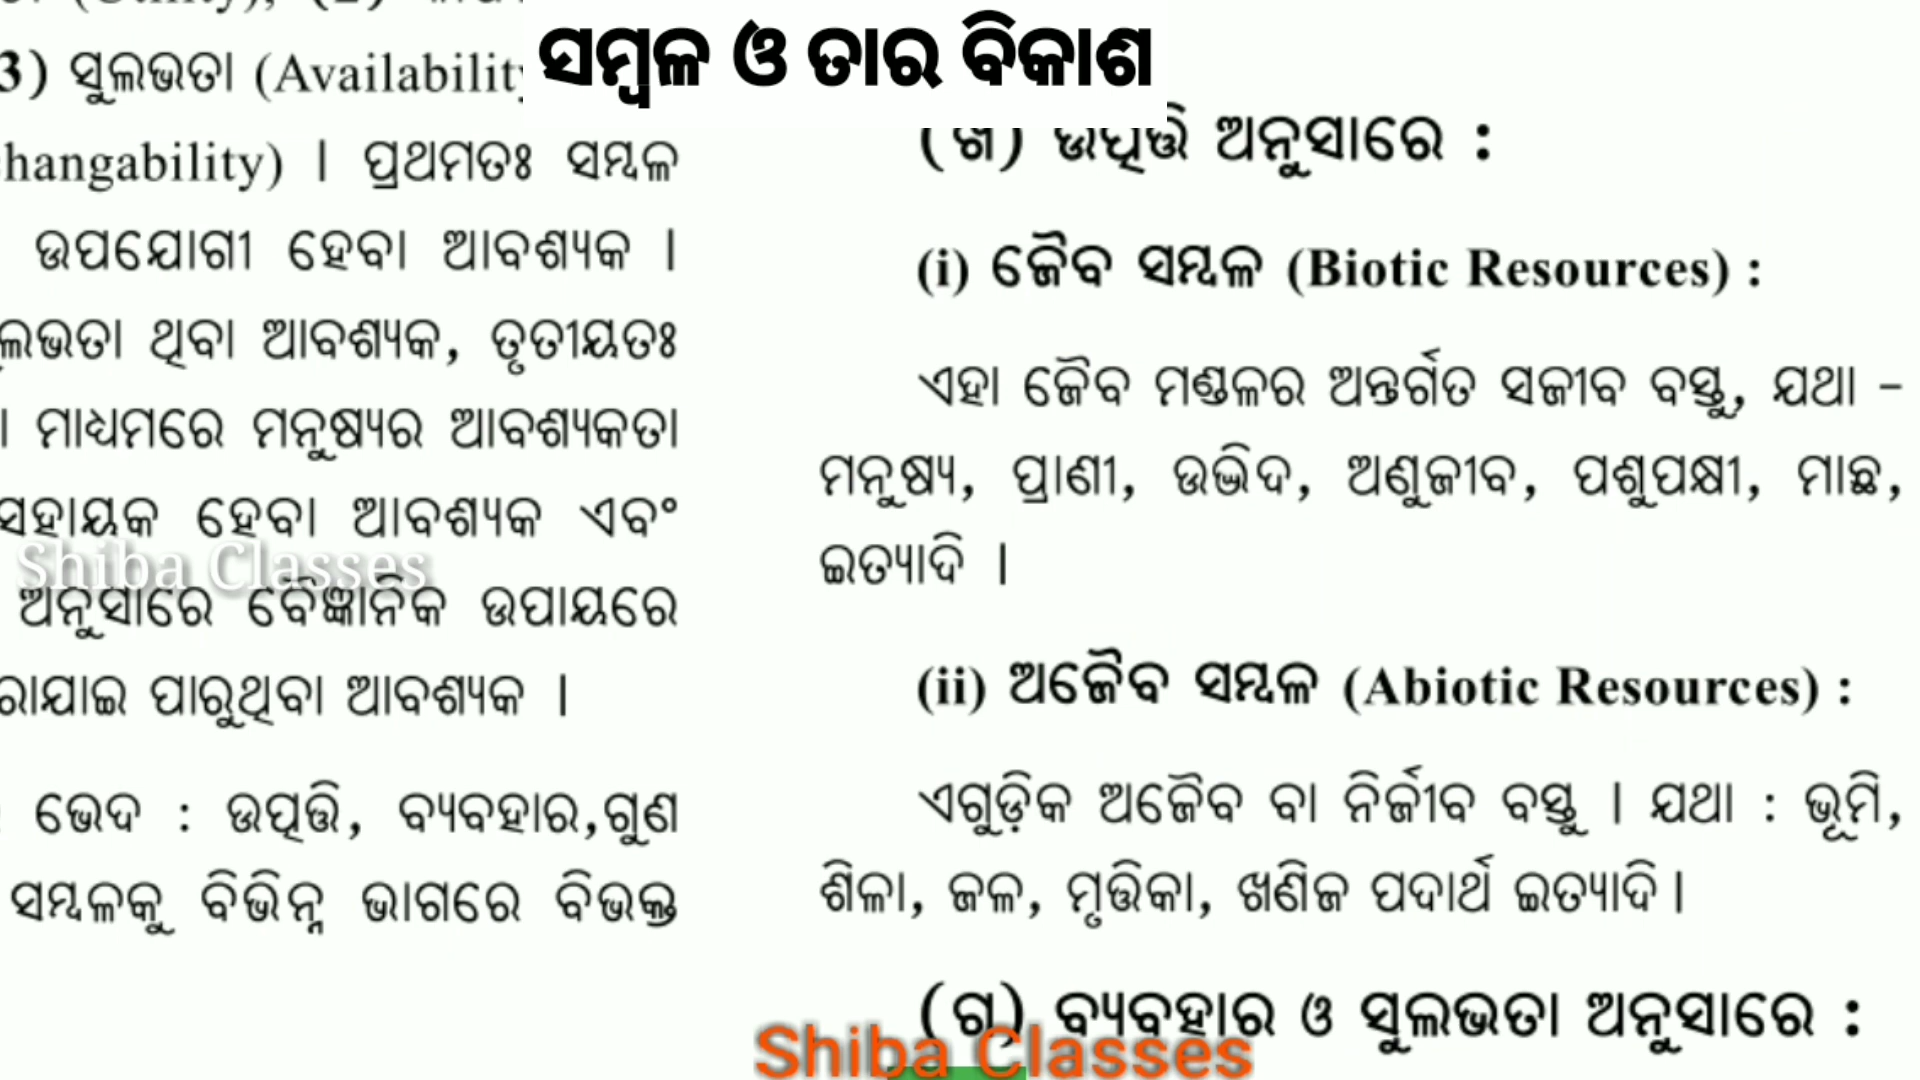 ସମ୍ବଳ ଓ ତାର ବିକାଶ
3) ସୁଲଭତା (Availability
hangability) । ପ୍ରଥମତଃ ସମ୍ବଳ
ଉପଯୋଗୀ ହେବା ଆବଶ୍ୟକ ।
ଲଭତା ଥିବା ଆବଶ୍ୟକ, ତୃତୀୟତଃ
ମାଧ୍ୟମରେ ମନୁଷ୍ୟର ଆବଶ୍ୟକତା
ସହାୟକ ହେବା ଆବଶ୍ୟକ ଏବଂ
Shiba Classes
ଅନୁସାରେ ବୈଜ୍ଞାନିକ ଉପାୟରେ
ରାଯାଇ ପାରୁଥିବା ଆବଶ୍ୟକ ।
ଭେଦ : ଉତ୍ପତ୍ତି, ବ୍ୟବହାର,ଗୁଣ
ସମ୍ବଳକୁ ବିଭିନ୍ନ ଭାଗରେ ବିଭକ୍ତ
(ଖ) ଉତ୍ପତ୍ତି ଅନୁସାରେ :
(i) ଜୈବ ସମ୍ବଳ (Biotic Resources) :
ଏହା ଜୈବ ମଣ୍ଡଳର ଅନ୍ତର୍ଗତ ସଜୀବ ବସ୍ତୁ, ଯଥା –
ମନୁଷ୍ୟ, ପ୍ରାଣୀ, ଉଦ୍ଭିଦ, ଅଣୁଜୀବ, ପଶୁପକ୍ଷୀ, ମାଛ,
ଇତ୍ୟାଦି ।
(ii) ଅଜୈବ ସମ୍ବଳ (Abiotic Resources) :
ଏଗୁଡ଼ିକ ଅଜୈବ ବା ନିର୍ଜୀବ ବସ୍ତୁ । ଯଥା : ଭୂମି,
ଶିଳା, ଜଳ, ମୃତ୍ତିକା, ଖଣିଜ ପଦାର୍ଥ ଇତ୍ୟାଦି ।
(ଗ) ବ୍ୟବହାର ଓ ସୁଲଭତା ଅନୁସାରେ :
Shiba Classes